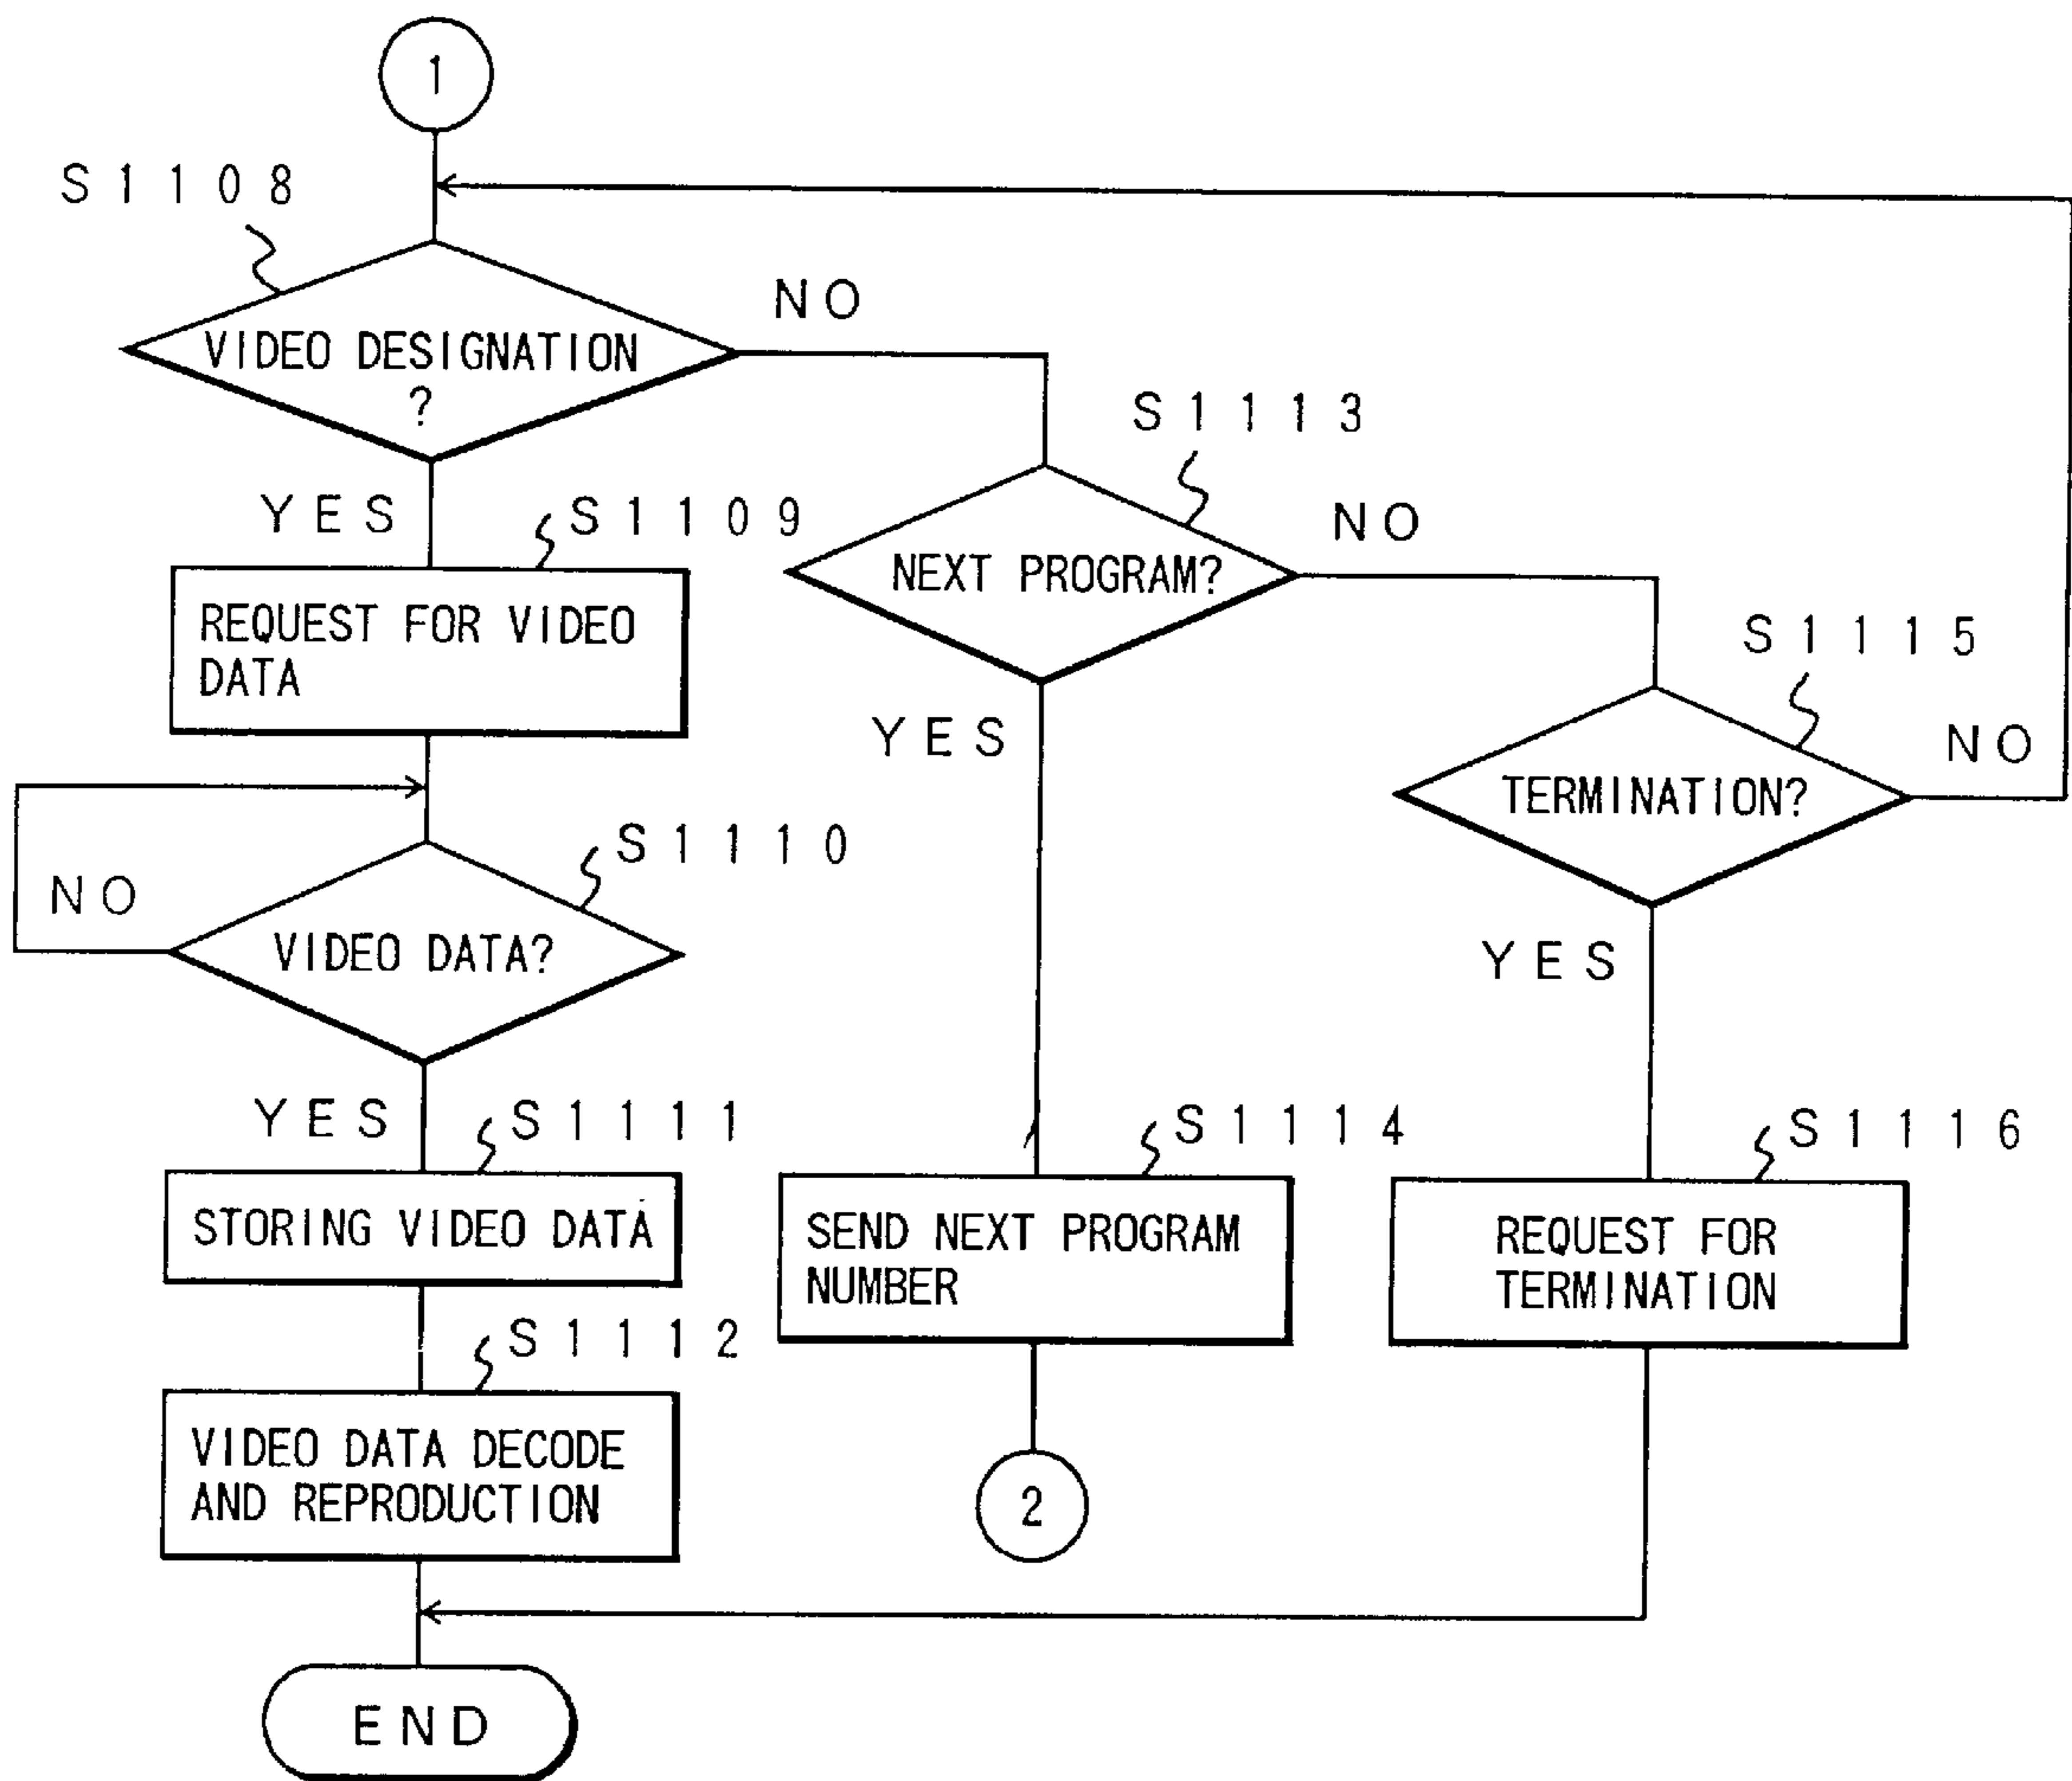 1
S1108
VIDEO DESIGNATION
?
NO
YES
S1109
REQUEST FOR VIDEO
DATA
S1110
NO
VIDEO DATA?
YES
S1111
STORING VIDEO DATA
S1112
VIDEO DATA DECODE
AND REPRODUCTION
END
S1113
NEXT PROGRAM?
NO
YES
S1114
SEND NEXT PROGRAM
NUMBER
2
S1115
TERMINATION?
NO
YES
S1116
REQUEST FOR
TERMINATION